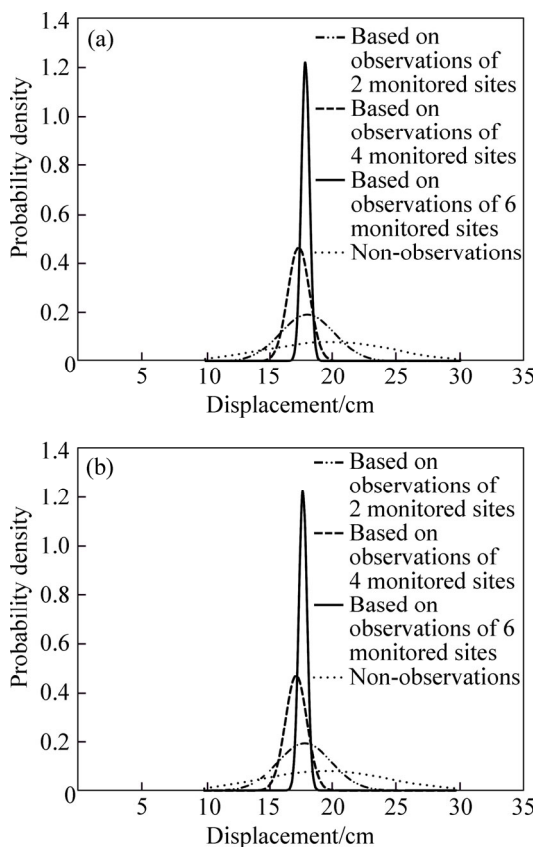 (a)
Based on
observations of
2 monitored sites
Based on
observations of
4 monitored sites
Based on
observations of 6
monitored sites
Non-observations
Probability density
1.4
1.2
1.0
0.8
0.6
0.4
0.2
0
5 10 15 20 25 30 35
Displacement/cm
(b)
Based on
observations of
2 monitored sites
Based on
observations of
4 monitored sites
Based on
observations of 6
monitored sites
Non-observations
Probability density
1.4
1.2
1.0
0.8
0.6
0.4
0.2
0
5 10 15 20 25 30 35
Displacement/cm